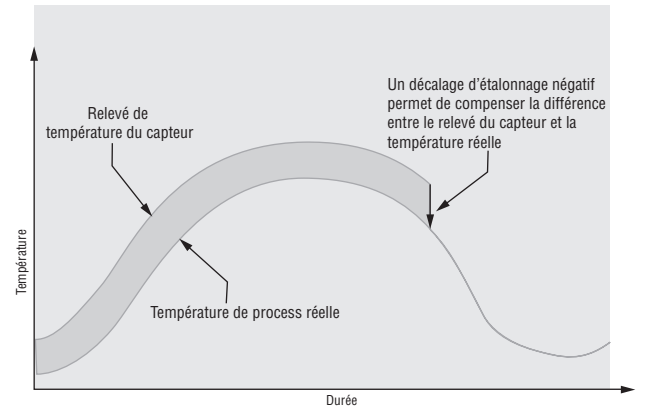 Un décalage d'étalonnage négatif
permet de compenser la différence
entre le relevé du capteur et la
température réelle
Relevé de
température du capteur
Température
Température de process réelle
Durée